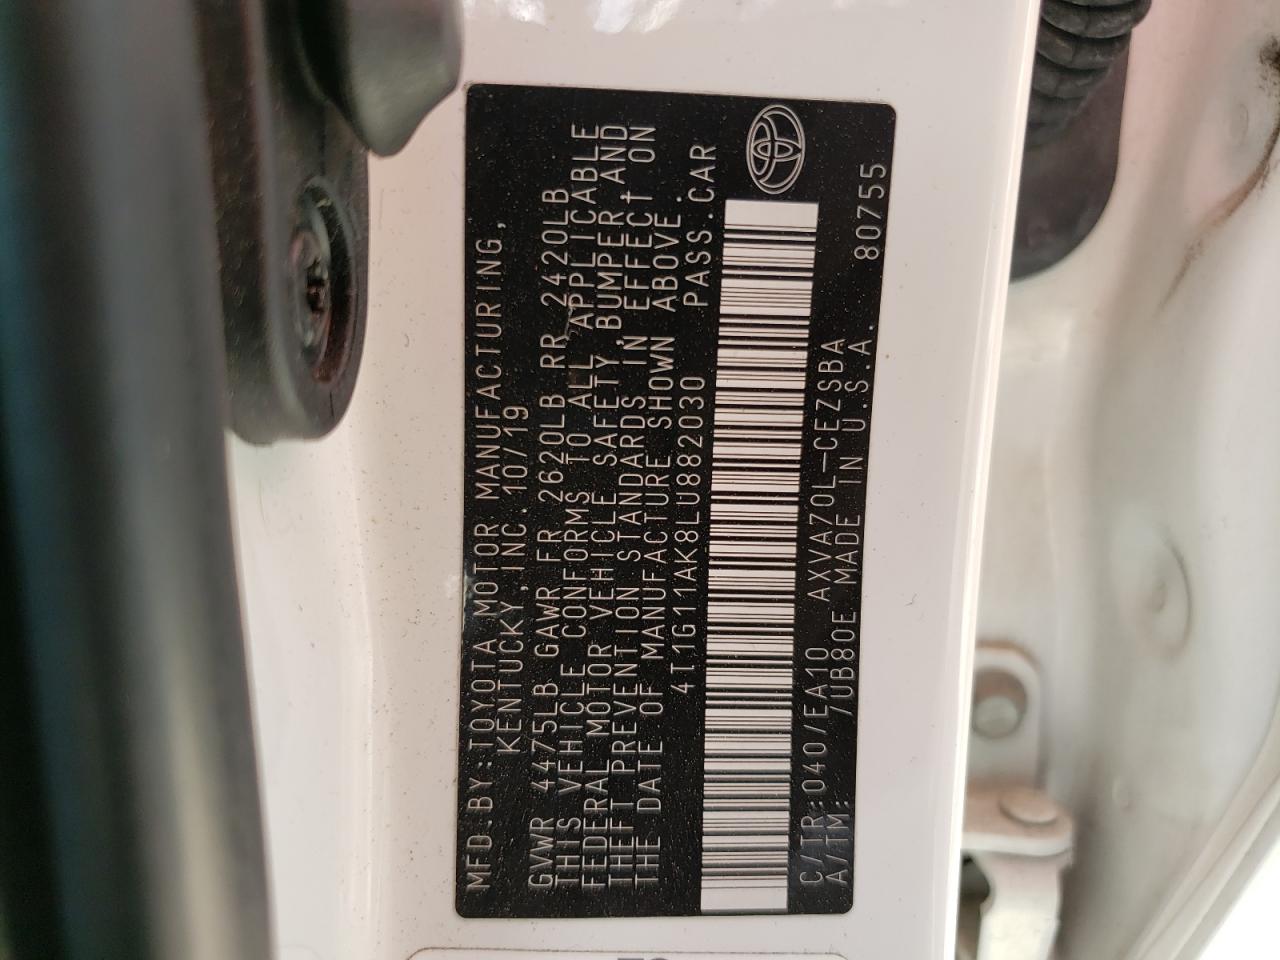 MFD.BY:TOYOTA MOTOR MANUFACTURING,
KENTUCKY,INC.10/19
GVWR 4475LB GAWR FR 2620LB RR 2420LB
THIS VEHICLE CONFORMS TO ALL APPLICABLE
FEDERAL MOTOR VEHICLE SAFETY, BUMPER, AND
THEFT PREVENTION STANDARDS IN EFFECT ON
THE DATE OF MANUFACTURE SHOWN ABOVE.
4T1G11AK8LU882030 PASS.CAR
C/TR:040/EA10 AXVA70L-CEZSBA
A/TM: /UB80E MADE IN U.S.A. 80755